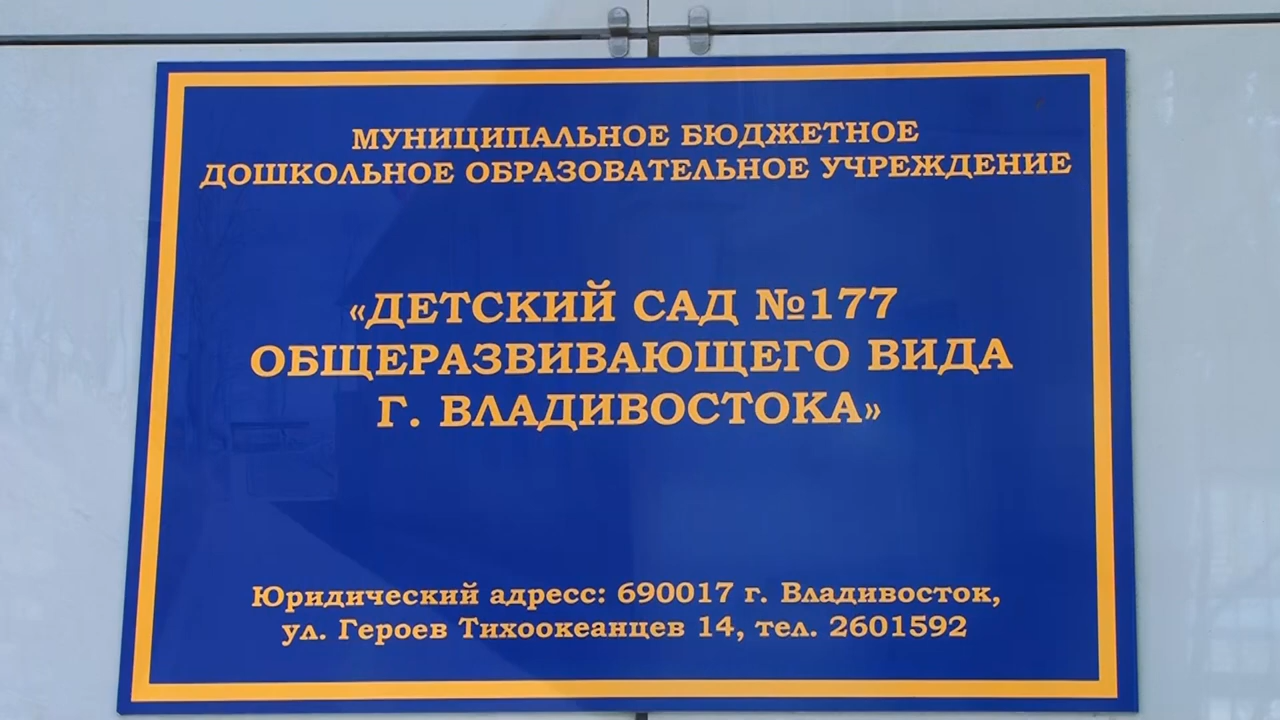 МУНИЦИПАЛЬНОЕ БЮДЖЕТНОЕ
ДОШКОЛЬНОЕ ОБРАЗОВАТЕЛЬНОЕ УЧРЕЖДЕНИЕ
«ДЕТСКИЙ САД №177
ОБЩЕРАЗВИВАЮЩЕГО ВИДА
Г. ВЛАДИВОСТОКА»
Юридический адресс: 690017 г. Владивосток,
ул. Героев Тихоокеанцев 14, тел. 2601592